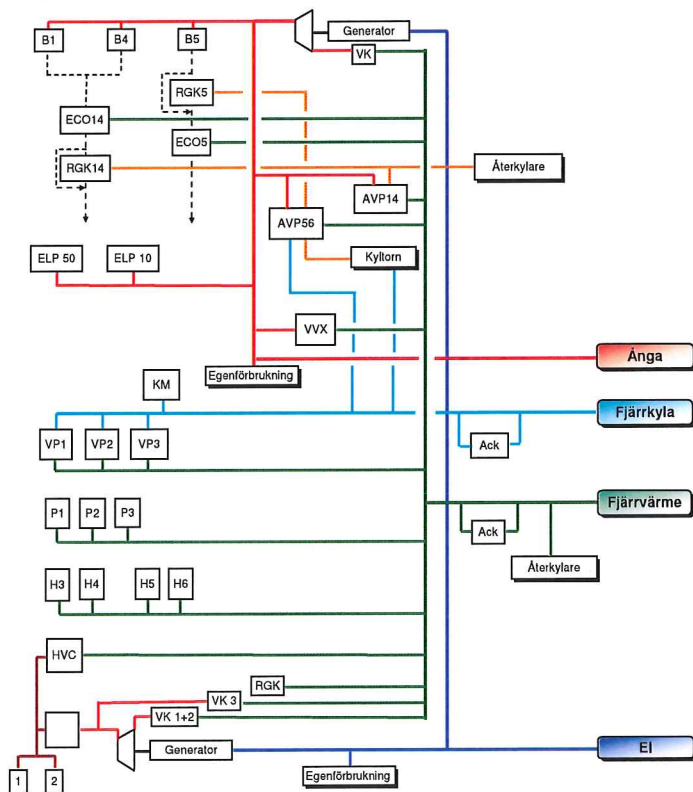 B1
B4
B5
Generator
VK
RGK5
ECO14
ECO5
RGK14
Återkylare
AVP14
AVP56
ELP 50
ELP 10
Kyltorn
VVX
Ånga
Egenförbrukning
KM
Fjärrkyla
VP1
VP2
VP3
Ack
Fjärrvärme
P1
P2
P3
Ack
Återkylare
H3
H4
H5
H6
HVC
RGK
VK 3
VK 1+2
Generator
El
Egenförbrukning
1
2